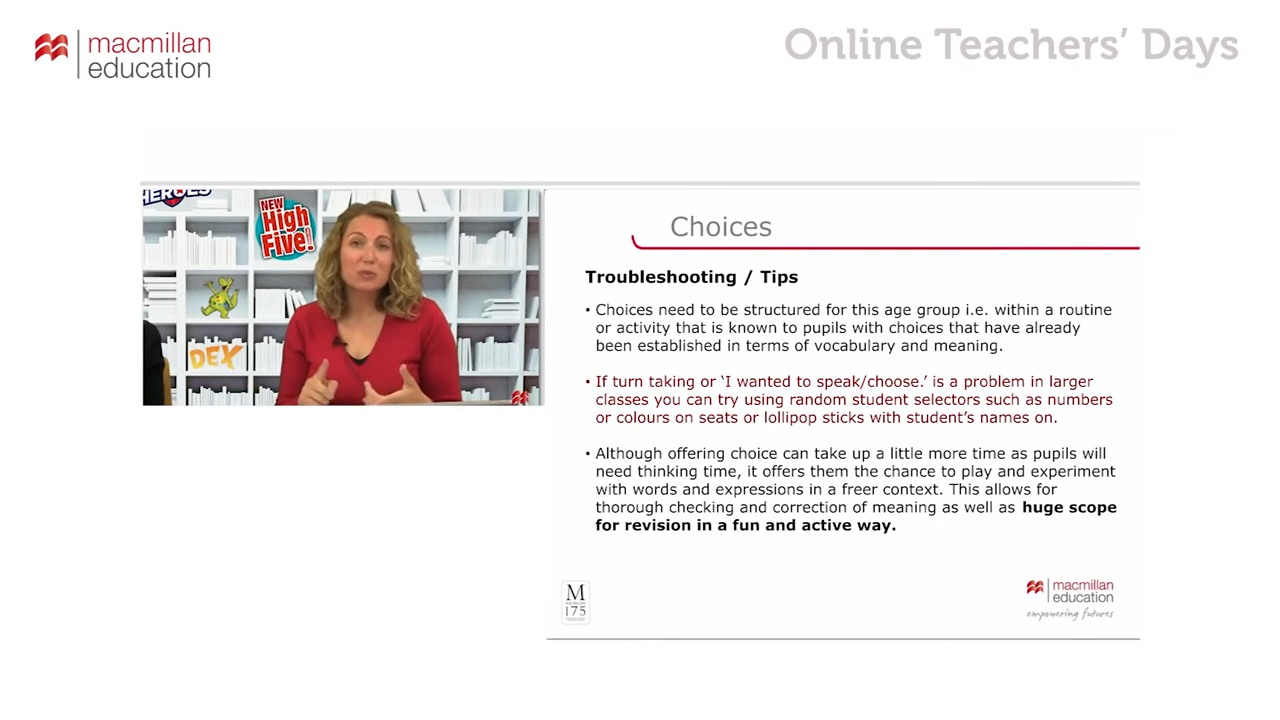 macmillan
education
Online Teachers’ Days
HEROES
NEW
High
Five!
DEX
Choices
Troubleshooting / Tips
• Choices need to be structured for this age group i.e. within a routine
or activity that is known to pupils with choices that have already
been established in terms of vocabulary and meaning.
• If turn taking or ‘I wanted to speak/choose.’ is a problem in larger
classes you can try using random student selectors such as numbers
or colours on seats or lollipop sticks with student’s names on.
• Although offering choice can take up a little more time as pupils will
need thinking time, it offers them the chance to play and experiment
with words and expressions in a freer context. This allows for
thorough checking and correction of meaning as well as huge scope
for revision in a fun and active way.
M
175
macmillan
education
empowering futures